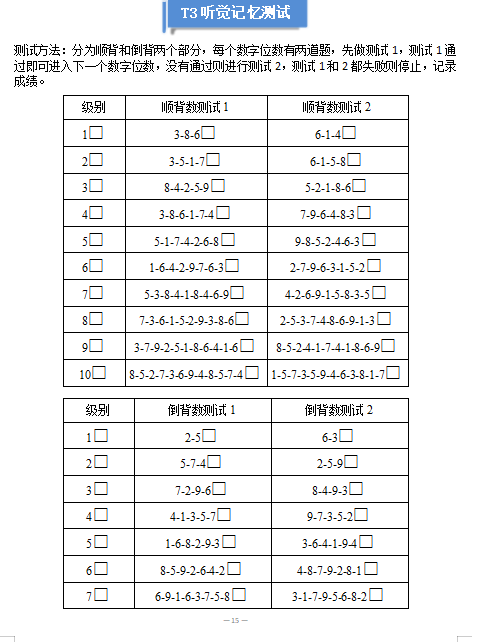 T3 听觉记忆测试
测试方法：分为顺背和倒背两个部分，每个数字位数有两道题，先做测试 1，测试 1 通
过即可进入下一个数字位数，没有通过则进行测试 2，测试 1 和 2 都失败则停止，记录
成绩。
级别 顺背数测试 1 顺背数测试 2
1□ 3-8-6□ 6-1-4□
2□ 3-5-1-7□ 6-1-5-8□
3□ 8-4-2-5-9□ 5-2-1-8-6□
4□ 3-8-6-1-7-4□ 7-9-6-4-8-3□
5□ 5-1-7-4-2-6-8□ 9-8-5-2-4-6-3□
6□ 1-6-4-2-9-7-6-3□ 2-7-9-6-3-1-5-2□
7□ 5-3-8-4-1-8-4-6-9□ 4-2-6-9-1-5-8-3-5□
8□ 7-3-6-1-5-2-9-3-8-6□ 2-5-3-7-4-8-6-9-1-3□
9□ 3-7-9-2-5-1-8-6-4-1-6□ 8-5-2-4-1-7-4-1-8-6-9□
10□ 8-5-2-7-3-6-9-4-8-5-7-4□ 1-5-7-3-5-9-4-6-3-8-1-7□
级别 倒背数测试 1 倒背数测试 2
1□ 2-5□ 6-3□
2□ 5-7-4□ 2-5-9□
3□ 7-2-9-6□ 8-4-9-3□
4□ 4-1-3-5-7□ 9-7-3-5-2□
5□ 1-6-8-2-9-3□ 3-6-4-1-9-4□
6□ 8-5-9-2-6-4-2□ 4-8-7-9-2-8-1□
7□ 6-9-1-6-3-7-5-8□ 3-1-7-9-5-6-8-2□
— 15 —